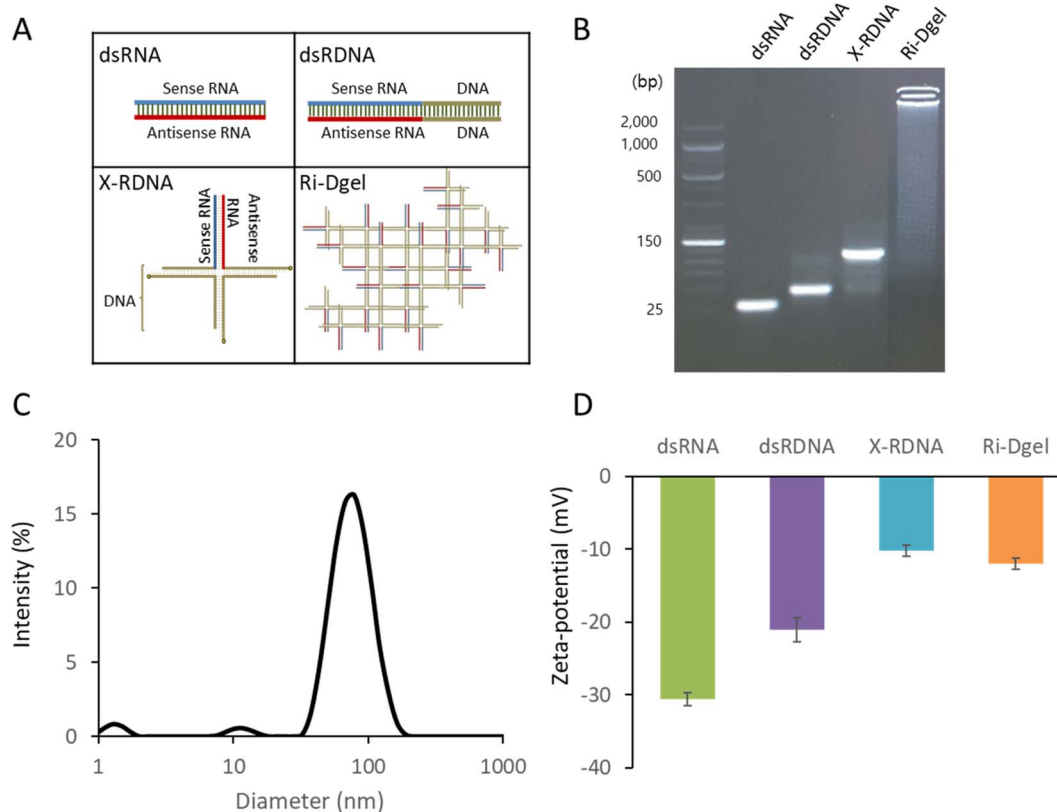 A
dsRNA
Sense RNA
Antisense RNA
dsRDNA
Sense RNA DNA
Antisense RNA DNA
X-RDNA
Sense RNA
RNA
Antisense
DNA
Ri-Dgel
B
dsRNA
dsRDNA
X-RDNA
Ri-Dgel
(bp)
2,000
1,000
500
150
25
C
20
15
10
5
0
Intensity (%)
1 10 100 1000
Diameter (nm)
D
dsRNA dsRDNA X-RDNA Ri-Dgel
0
-10
-20
-30
-40
Zeta-potential (mV)